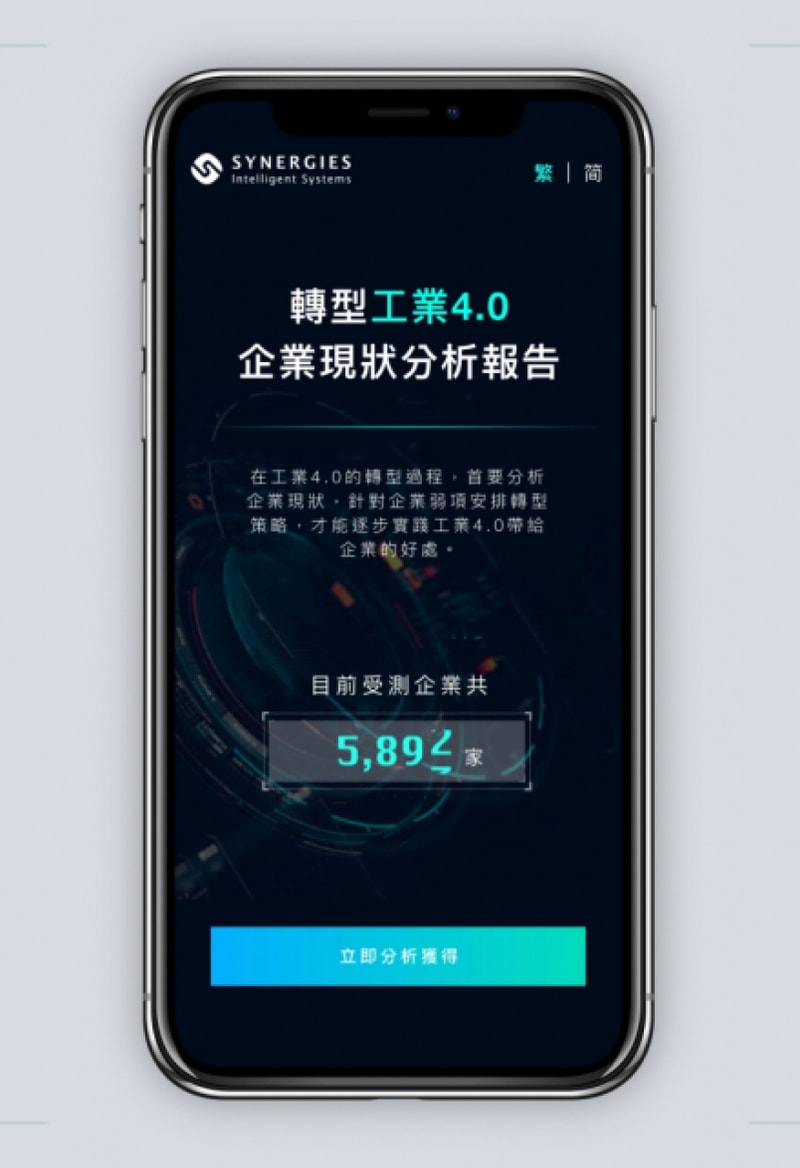 SYNERGIES
Intelligent Systems
繁 | 简
轉型工業4.0
企業現狀分析報告
在工業4.0的轉型過程，首要分析
企業現狀，針對企業弱項安排轉型
策略，才能逐步實踐工業4.0帶給
企業的好處。
目前受測企業共
5,892 家
立即分析獲得